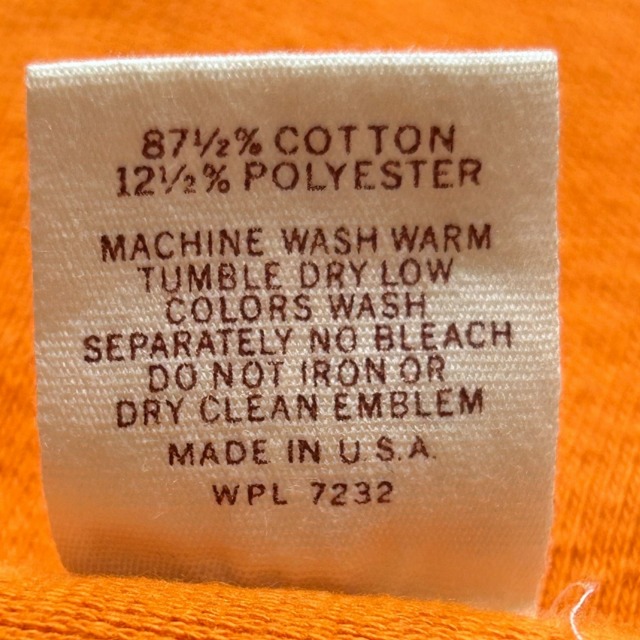 87½% COTTON
12½% POLYESTER
MACHINE WASH WARM
TUMBLE DRY LOW
COLORS WASH
SEPARATELY NO BLEACH
DO NOT IRON OR
DRY CLEAN EMBLEM
MADE IN U.S.A.
WPL 7232